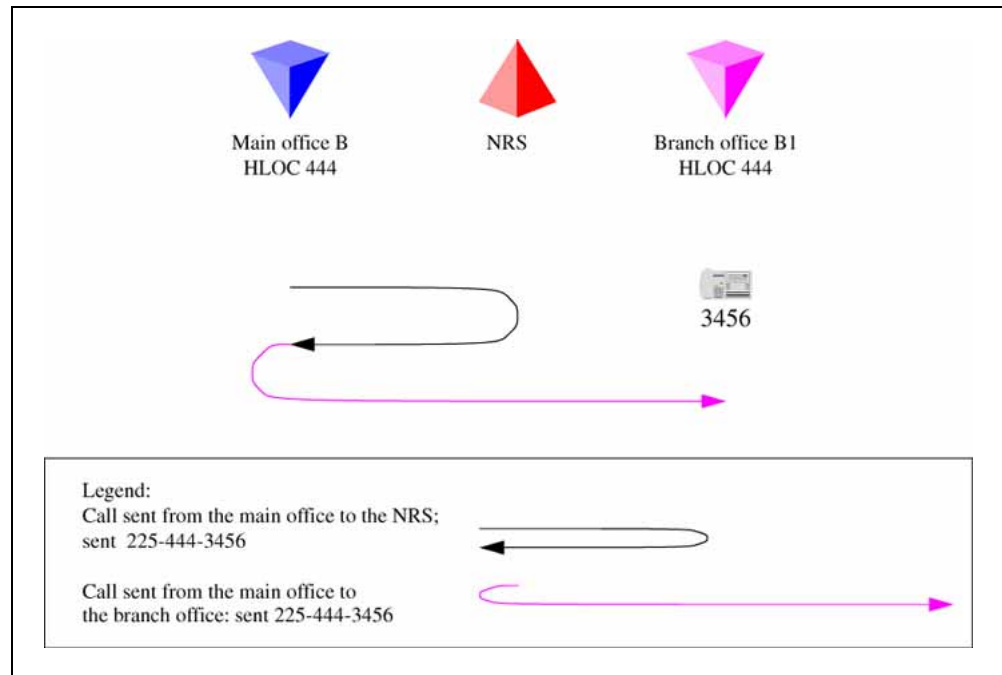 Main office B
HLOC 444
NRS
Branch office B1
HLOC 444
3456
Legend:
Call sent from the main office to the NRS;
sent 225-444-3456
Call sent from the main office to
the branch office: sent 225-444-3456